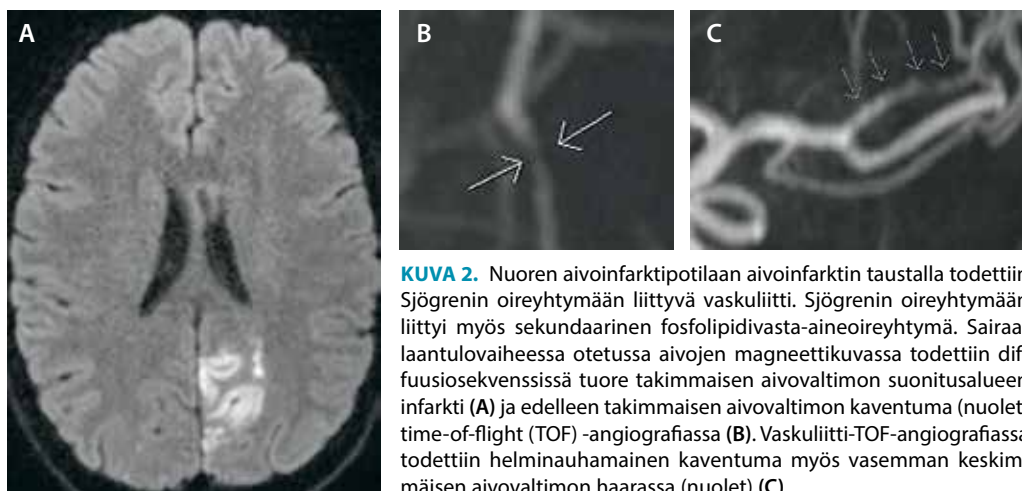 A
B
C
KUVA 2. Nuoren aivoinfarktipotilaan aivoinfarktin taustalla todettiin
Sjögrenin oireyhtymään liittyvä vaskuliitti. Sjögrenin oireyhtymään
liittyi myös sekundaarinen fosfolipidivasta-aineoireyhtymä. Sairaa
laantulovaiheessa otetussa aivojen magneettikuvassa todettiin dif
fuusiosekvenssissä tuore takimmaisen aivovaltimon suonitusalueen
infarkti (A) ja edelleen takimmaisen aivovaltimon kaventuma (nuolet)
time-of-flight (TOF) -angiografiassa (B). Vaskuliitti-TOF-angiografiassa
todettiin helminauhamainen kaventuma myös vasemman keskim
mäisen aivovaltimon haarassa (nuolet) (C)